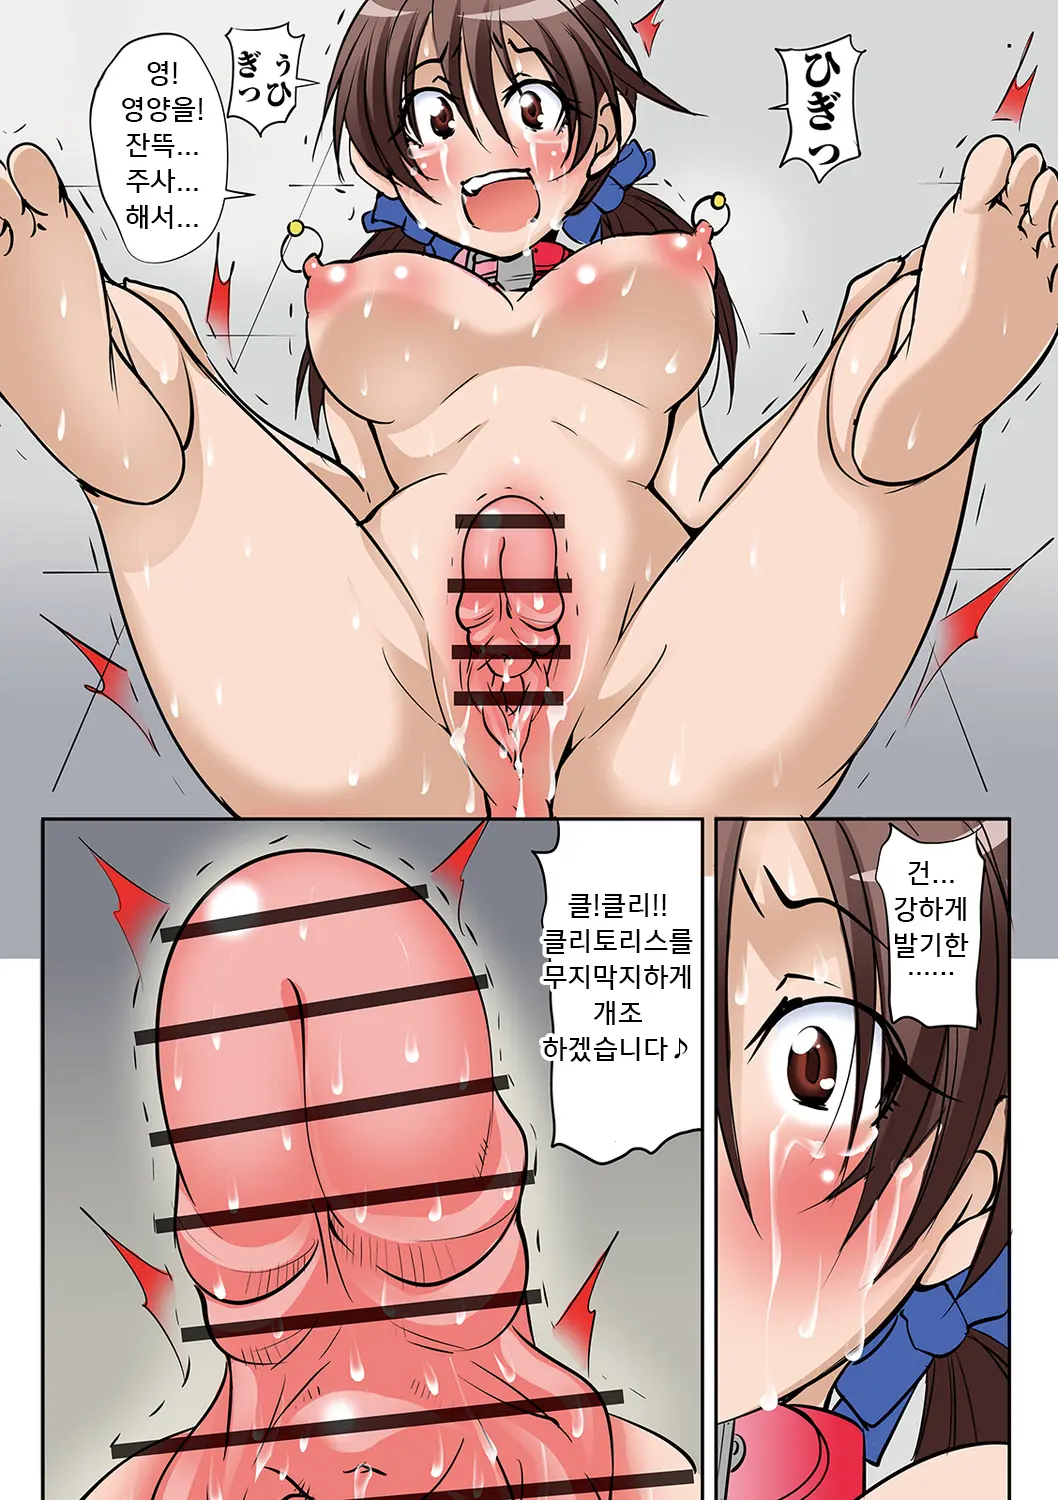 영!
영양을!
잔뜩...
주사...
해서...
うひ
ぎっ
ひぎっ
클!클리!!
클리토리스를
무지막지하게
개조
하겠습니다♪
건...
강하게
발기한
……